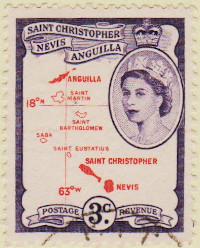 SAINT CHRISTOPHER
NEVIS
ANGUILLA
ANGUILLA
18°N
SAINT
MARTIN
SAINT
BARTHOLOMEW
SABA
SAINT EUSTATIUS
SAINT CHRISTOPHER
63°W
NEVIS
POSTAGE 3c REVENUE